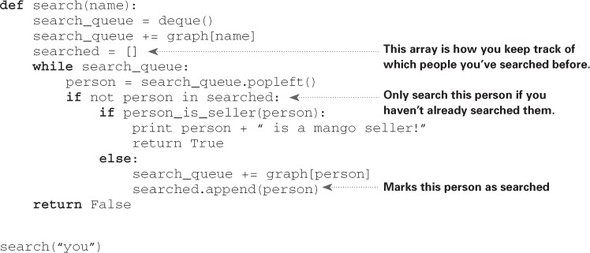 def search(name):
    search_queue = deque()
    search_queue += graph[name]
    searched = []
This array is how you keep track of
which people you’ve searched before.
    while search_queue:
        person = search_queue.popleft()
        if not person in searched:
Only search this person if you
haven’t already searched them.
            if person_is_seller(person):
                print person + “ is a mango seller!”
                return True
            else:
                search_queue += graph[person]
                searched.append(person)
Marks this person as searched
    return False
search(“you”)